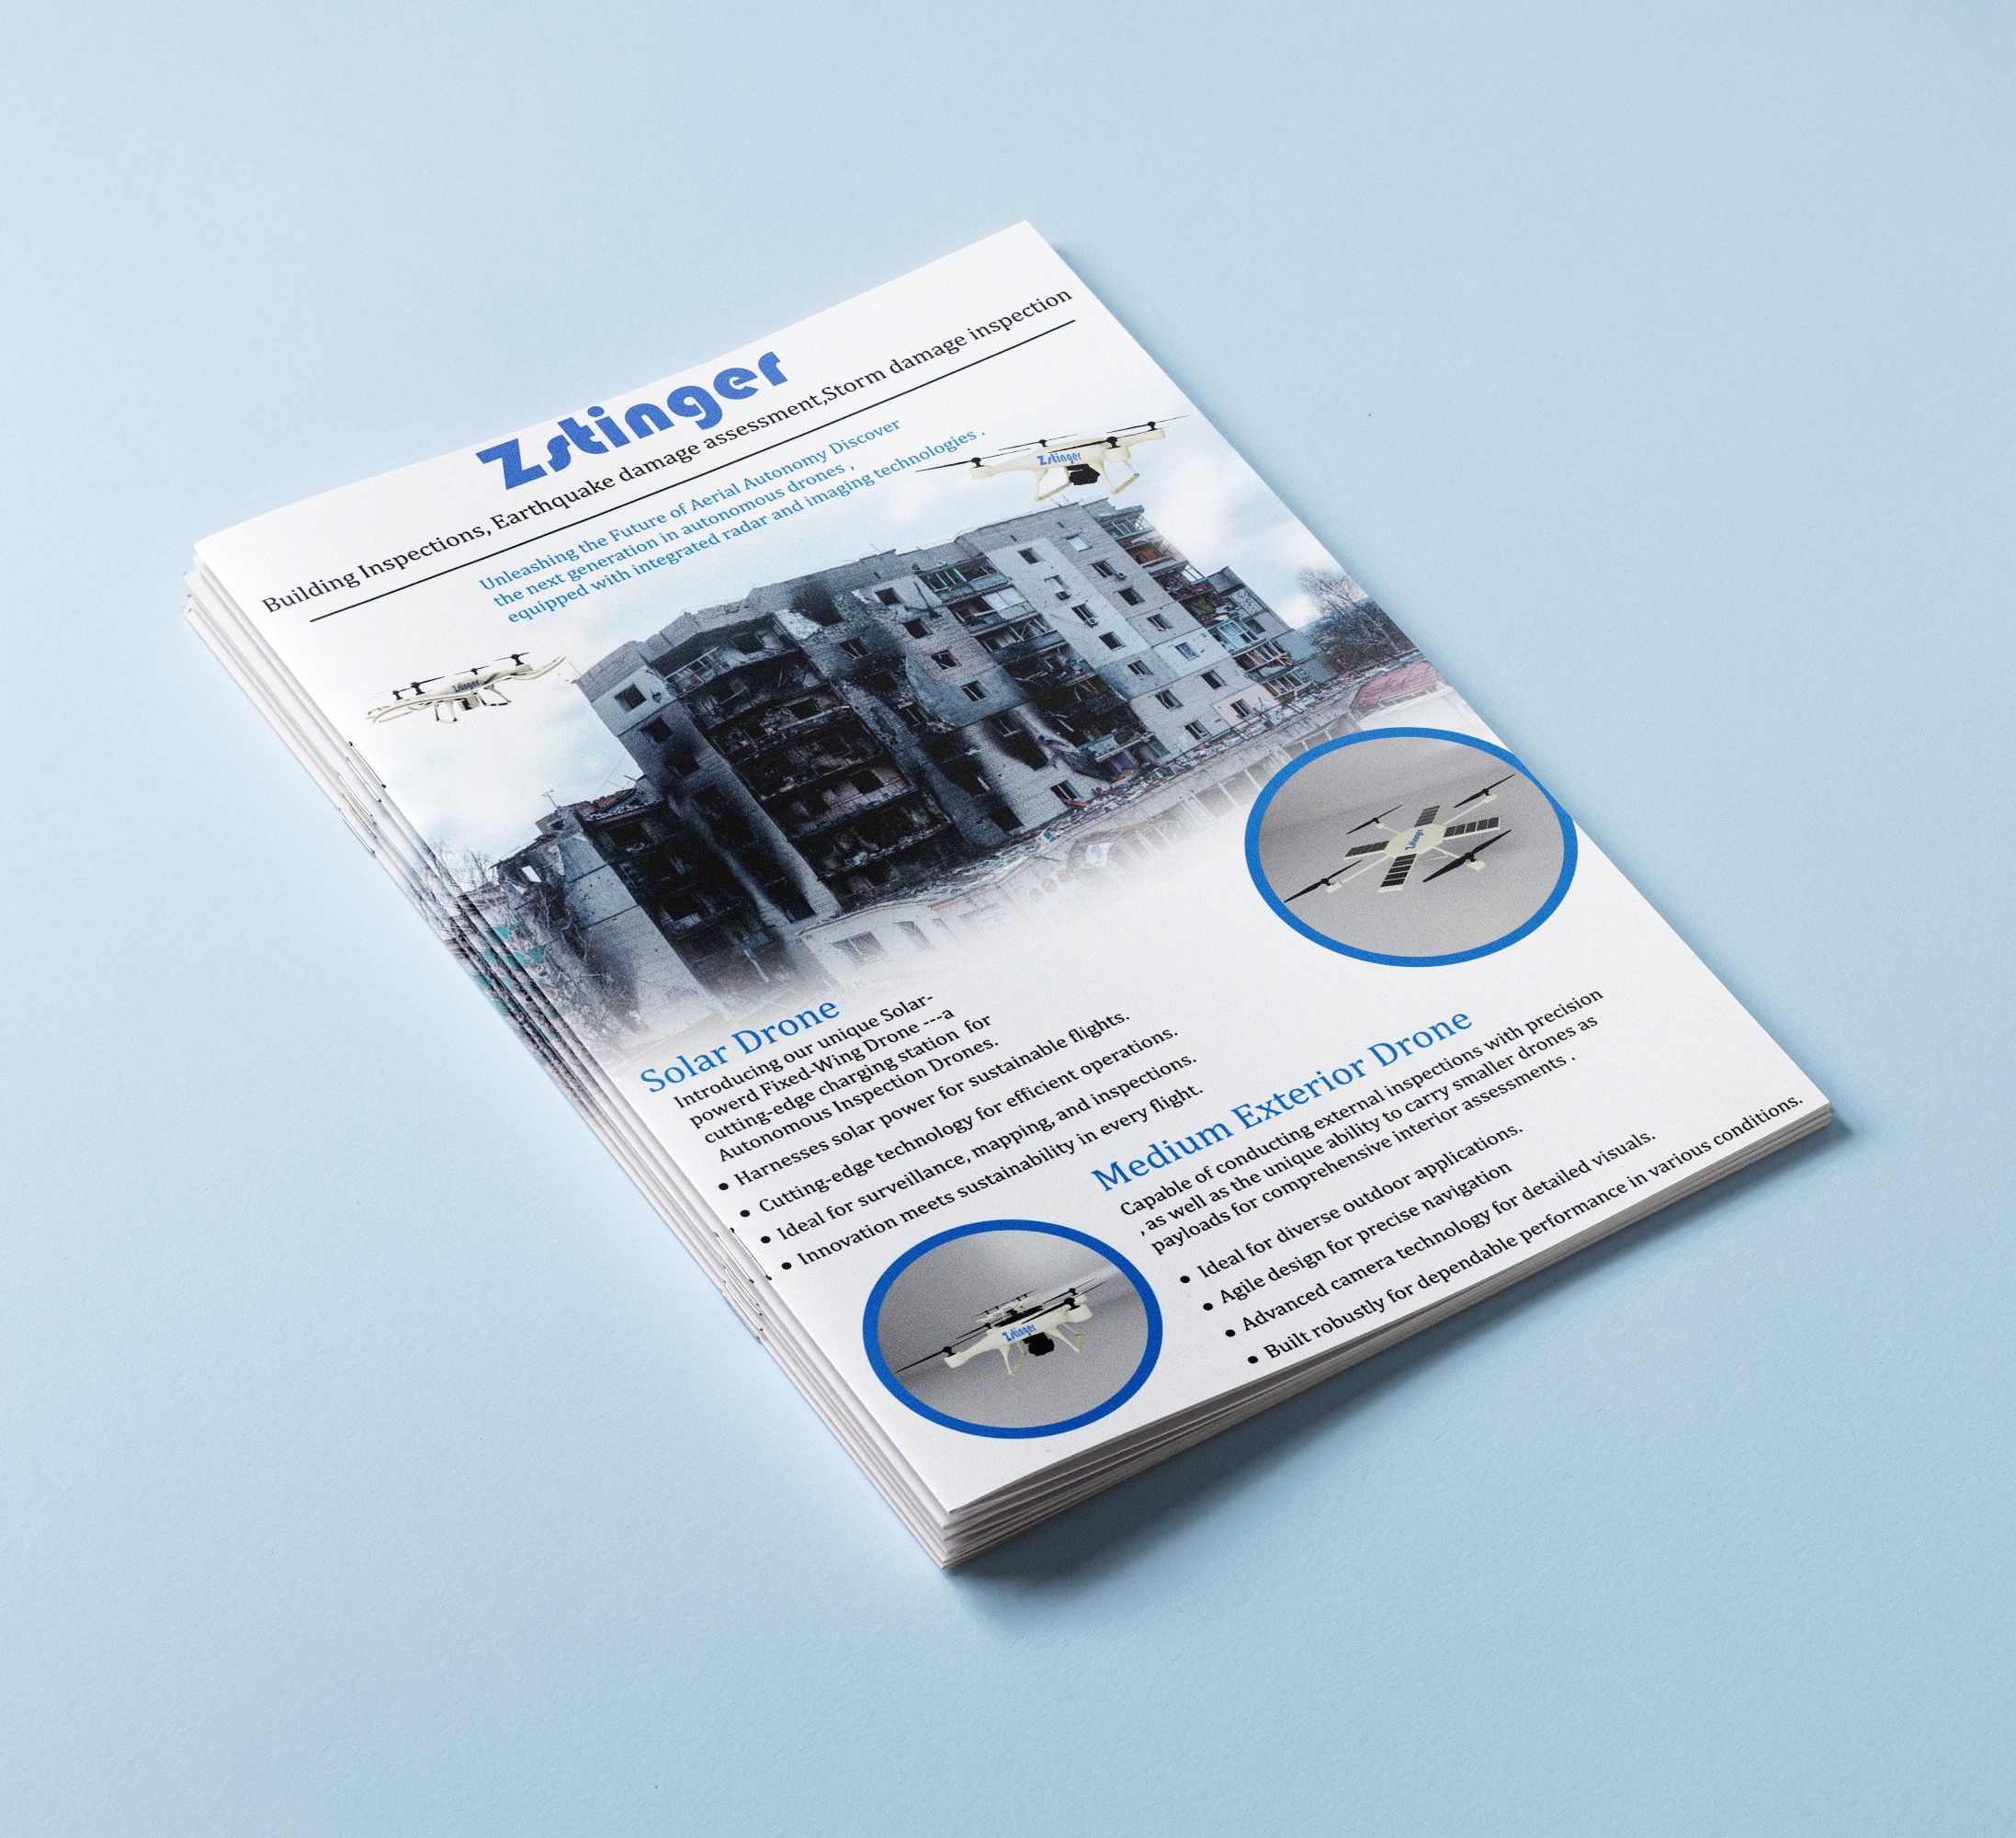 Zstinger
Building Inspections, Earthquake damage assessment,Storm damage inspection
Unleashing the Future of Aerial Autonomy Discover
the next generation in autonomous drones ,
equipped with integrated radar and imaging technologies .
Zstinger
Zstinger
Zstinger
Solar Drone
Introducing our unique Solar-
powerd Fixed-Wing Drone ---a
cutting-edge charging station for
Autonomous Inspection Drones.
• Harnesses solar power for sustainable flights.
• Cutting-edge technology for efficient operations.
• Ideal for surveillance, mapping, and inspections.
• Innovation meets sustainability in every flight.
Medium Exterior Drone
Capable of conducting external inspections with precision
, as well as the unique ability to carry smaller drones as
payloads for comprehensive interior assessments .
• Ideal for diverse outdoor applications.
• Agile design for precise navigation
• Advanced camera technology for detailed visuals.
• Built robustly for dependable performance in various conditions.
Zstinger